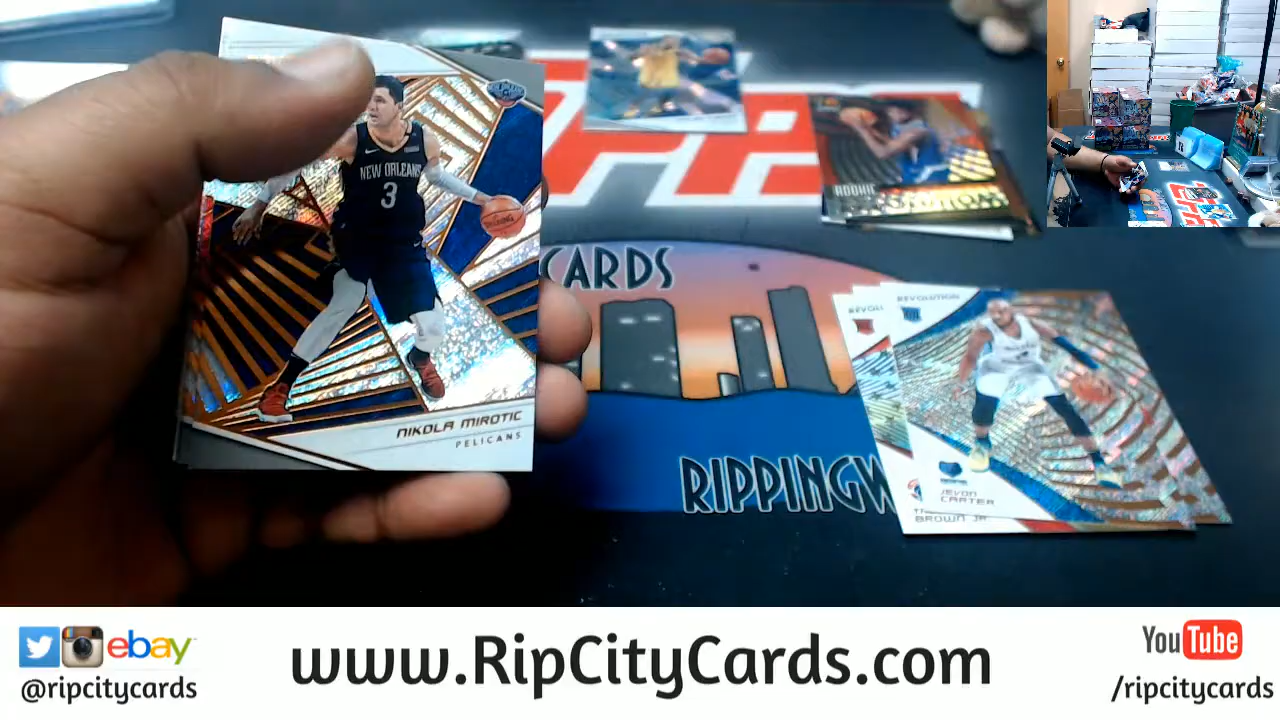 NEW ORLEANS
3
NIKOLA MIROTIC
PELICANS
ROOKIE
CARDS
RIPPINGW
REVOLUTION
JEVON
CARTER
BROWN JR.
ebay
@ripcitycards
www.RipCityCards.com
YouTube
/ripcitycards